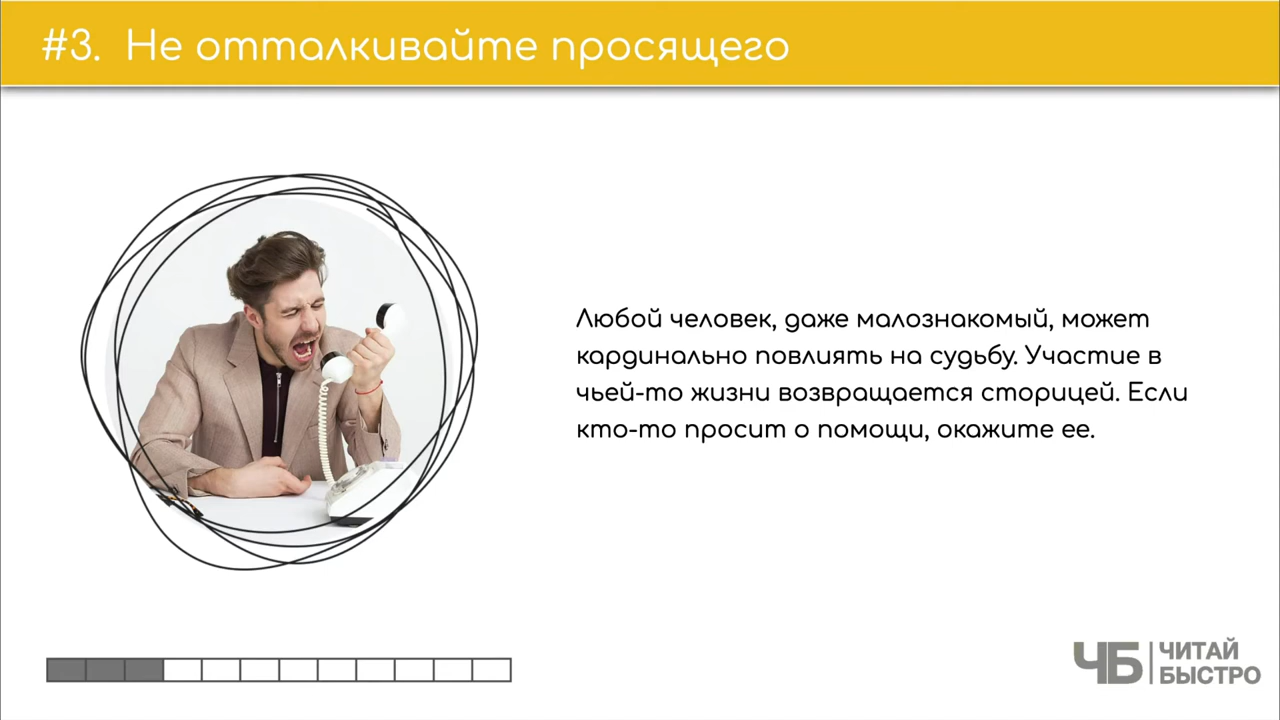 #3. Не отталкивайте просящего
Любой человек, даже малознакомый, может
кардинально повлиять на судьбу. Участие в
чьей-то жизни возвращается сторицей. Если
кто-то просит о помощи, окажите ее.
ЧБ ЧИТАЙ
БЫСТРО